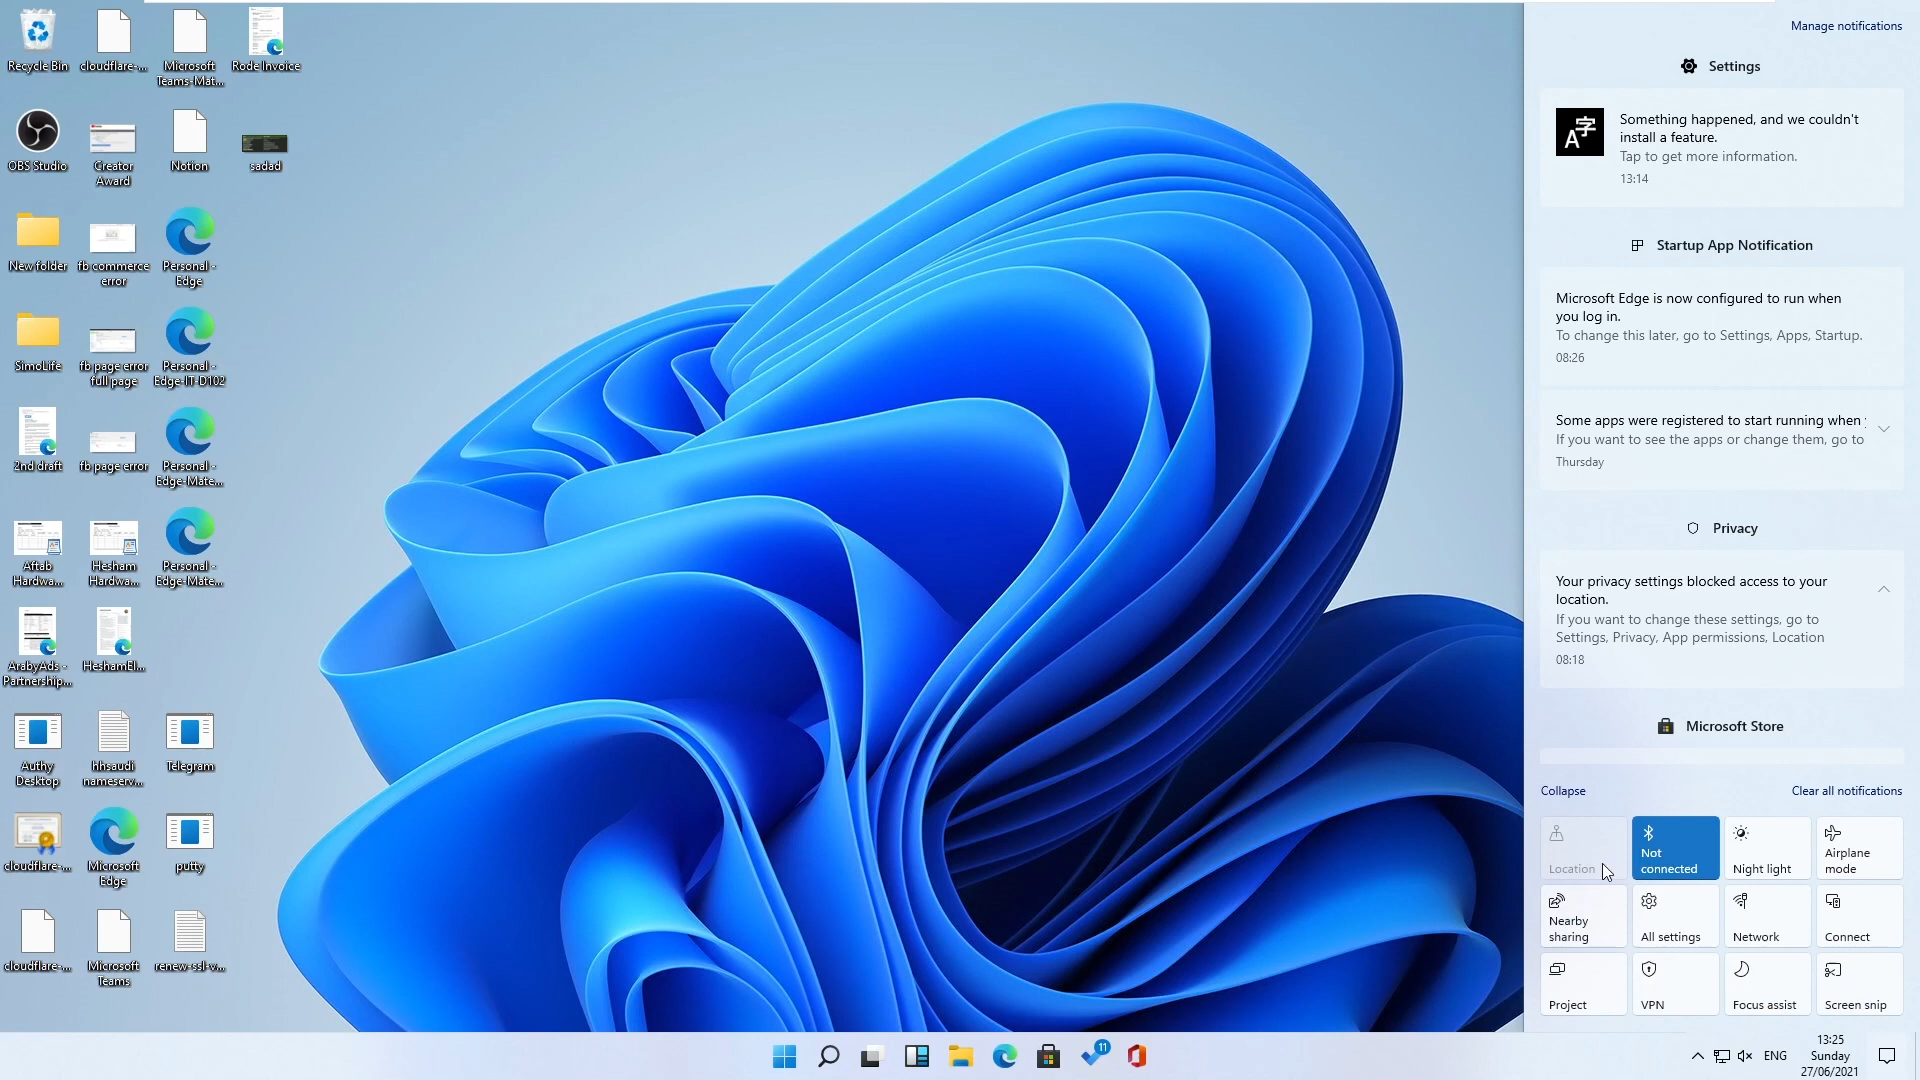 Recycle Bin
cloudflare-...
Microsoft
Teams-Mat...
Rode Invoice
OBS Studio
Creator
Award
Notion
sadad
New folder
fb commerce
error
Personal -
Edge
SimoLife
fb page error
full page
Personal -
Edge-IT-D102
2nd draft
fb page error
Personal -
Edge-Mate...
Aftab
Hardwa...
Hesham
Hardwa...
Personal -
Edge-Mate...
ArabyAds -
Partnership...
HeshamEl...
Authy
Desktop
hhsaudi
nameserv...
Telegram
cloudflare-...
Microsoft
Edge
putty
cloudflare-...
Microsoft
Teams
renew-ssl-v...
Manage notifications
Settings
Something happened, and we couldn't
install a feature.
Tap to get more information.
13:14
Startup App Notification
Microsoft Edge is now configured to run when
you log in.
To change this later, go to Settings, Apps, Startup.
08:26
Some apps were registered to start running when
If you want to see the apps or change them, go to
Thursday
Privacy
Your privacy settings blocked access to your
location.
If you want to change these settings, go to
Settings, Privacy, App permissions, Location
08:18
Microsoft Store
Collapse
Clear all notifications
Location
Not
connected
Night light
Airplane
mode
Nearby
sharing
All settings
Network
Connect
Project
VPN
Focus assist
Screen snip
11
ENG
13:25
Sunday
27/06/2021